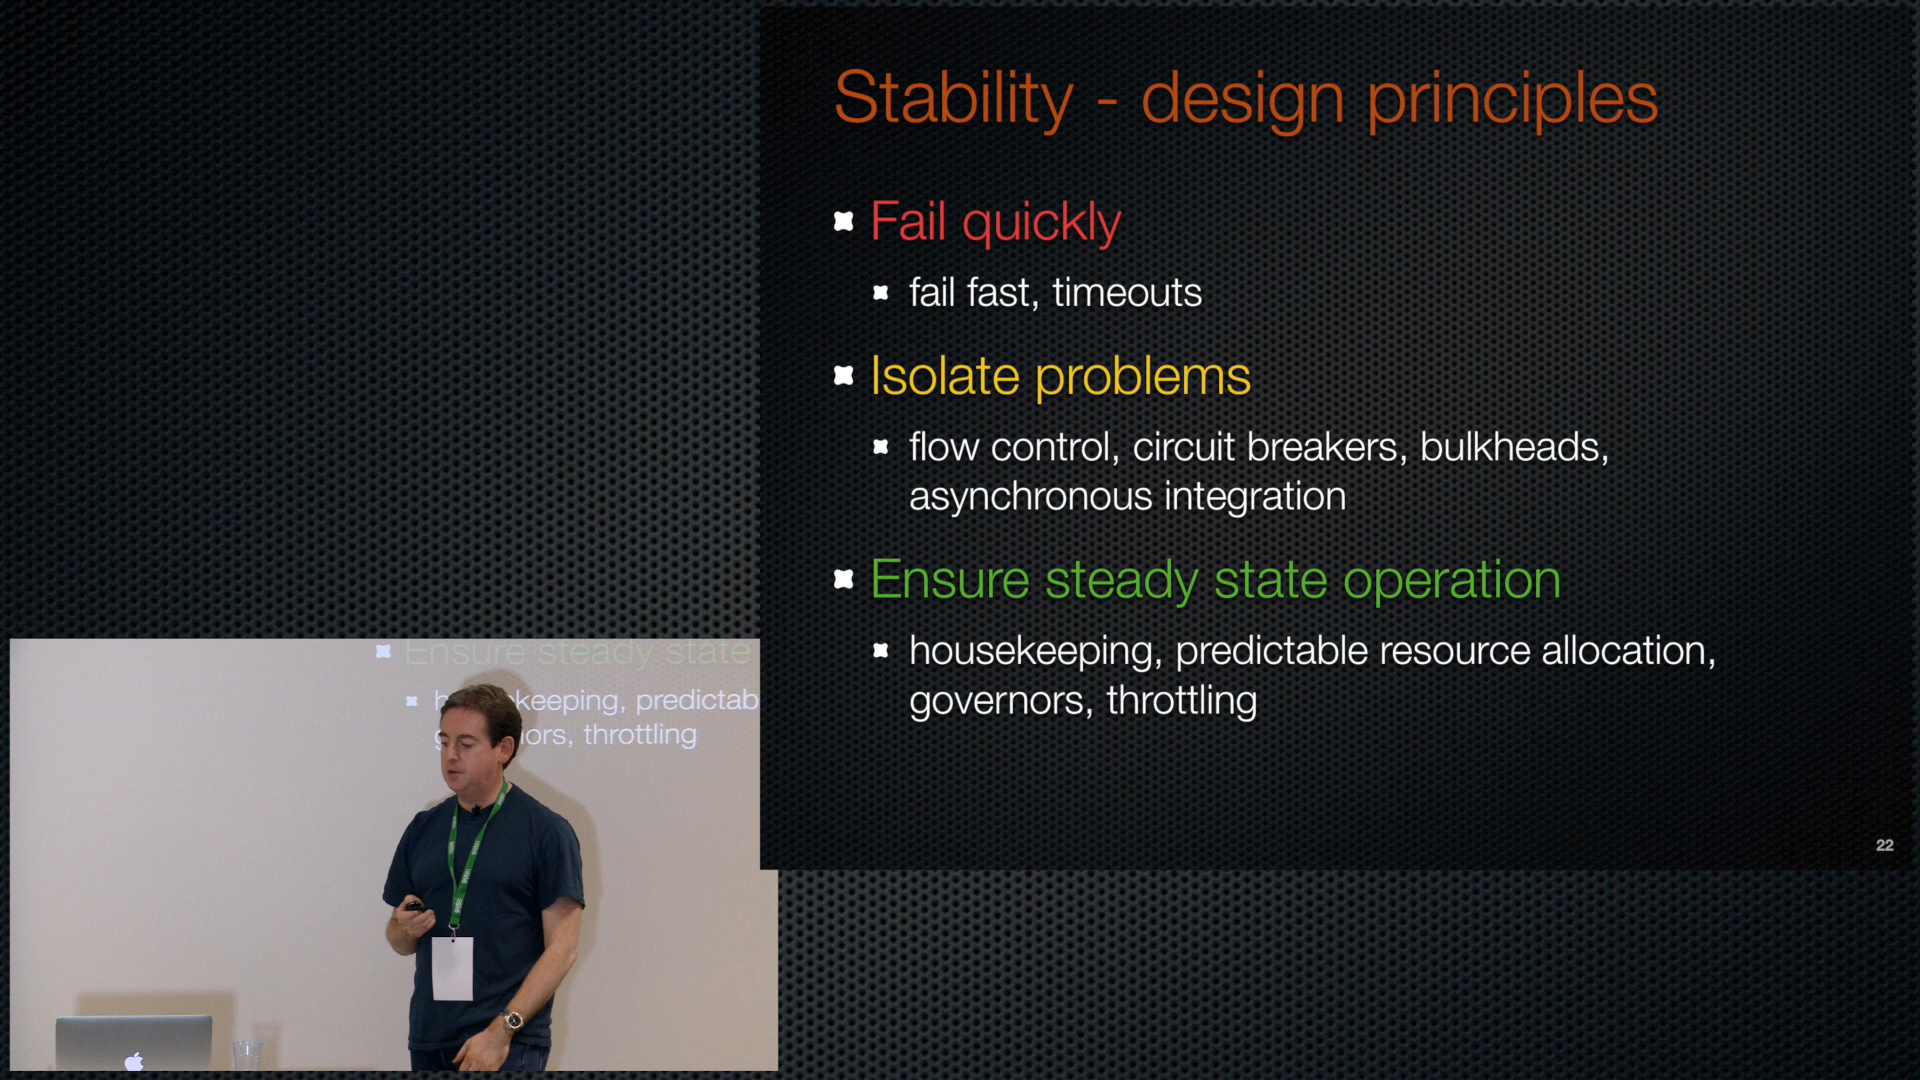 Stability - design principles
Fail quickly
fail fast, timeouts
Isolate problems
flow control, circuit breakers, bulkheads,
asynchronous integration
Ensure steady state operation
housekeeping, predictable resource allocation,
governors, throttling
22
Ensure steady state
keeping, predictab
throttling